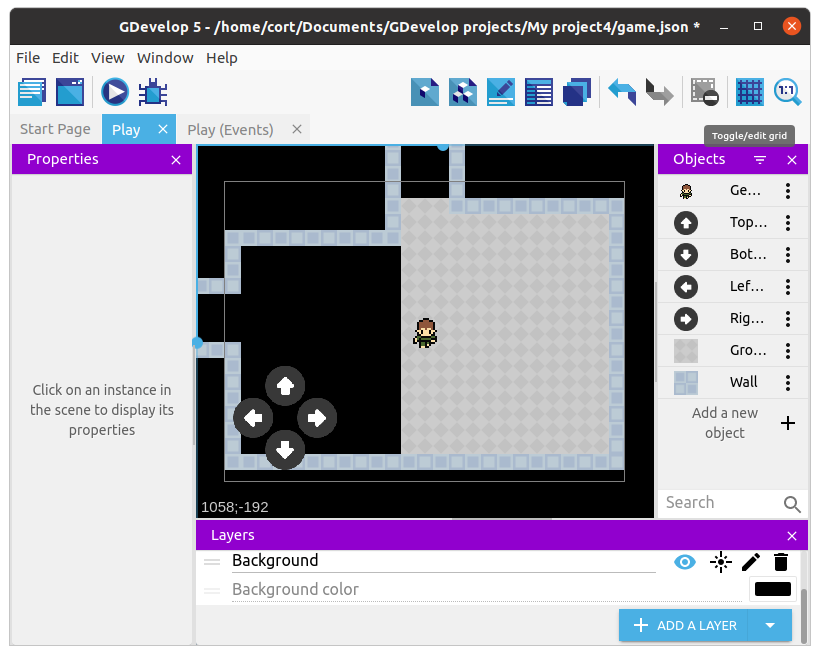 GDevelop 5 - /home/cort/Documents/GDevelop projects/My project4/game.json *
File Edit View Window Help
1:1
Start Page Play Play (Events)
Toggle/edit grid
Properties
Objects
Ge...
Top...
Bot...
Lef...
Rig...
Gro...
Wall
Add a new
object
Search
Click on an instance in
the scene to display its
properties
1058;-192
Layers
Background
Background color
ADD A LAYER